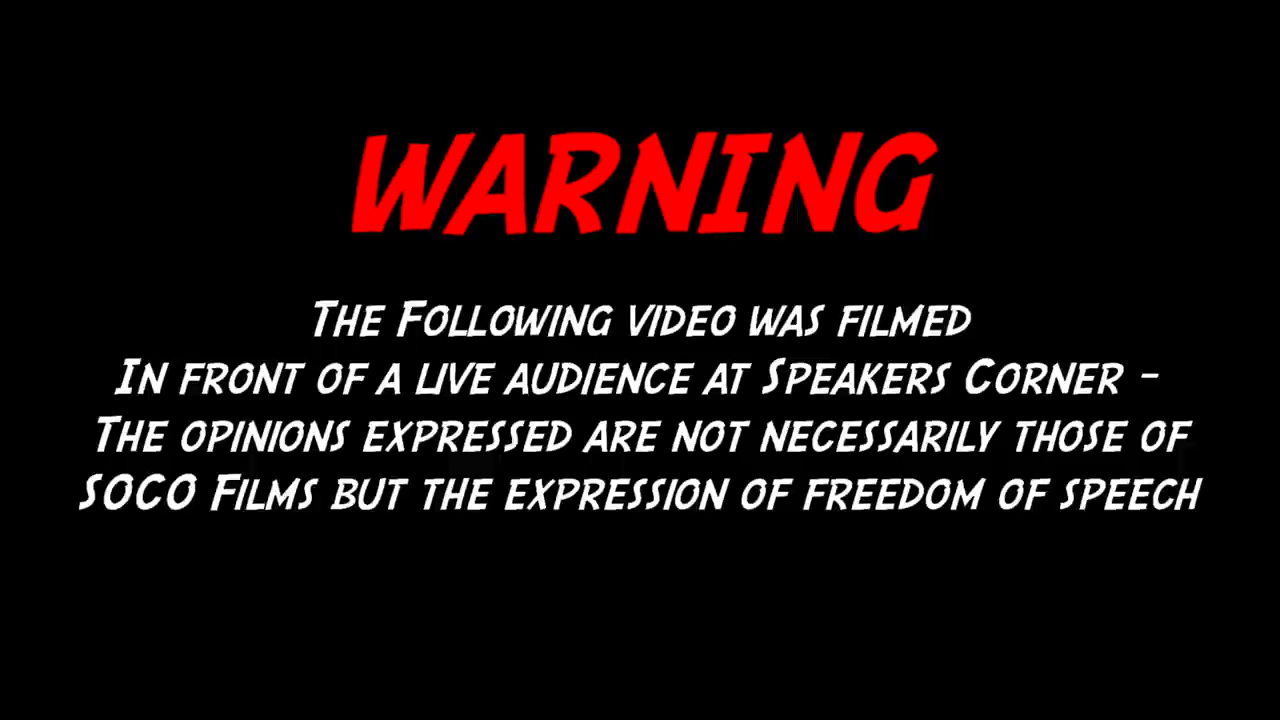 WARNING
The Following video was filmed
In front of a live audience at Speakers Corner -
The opinions expressed are not necessarily those of
SOCO Films but the expression of freedom of speech